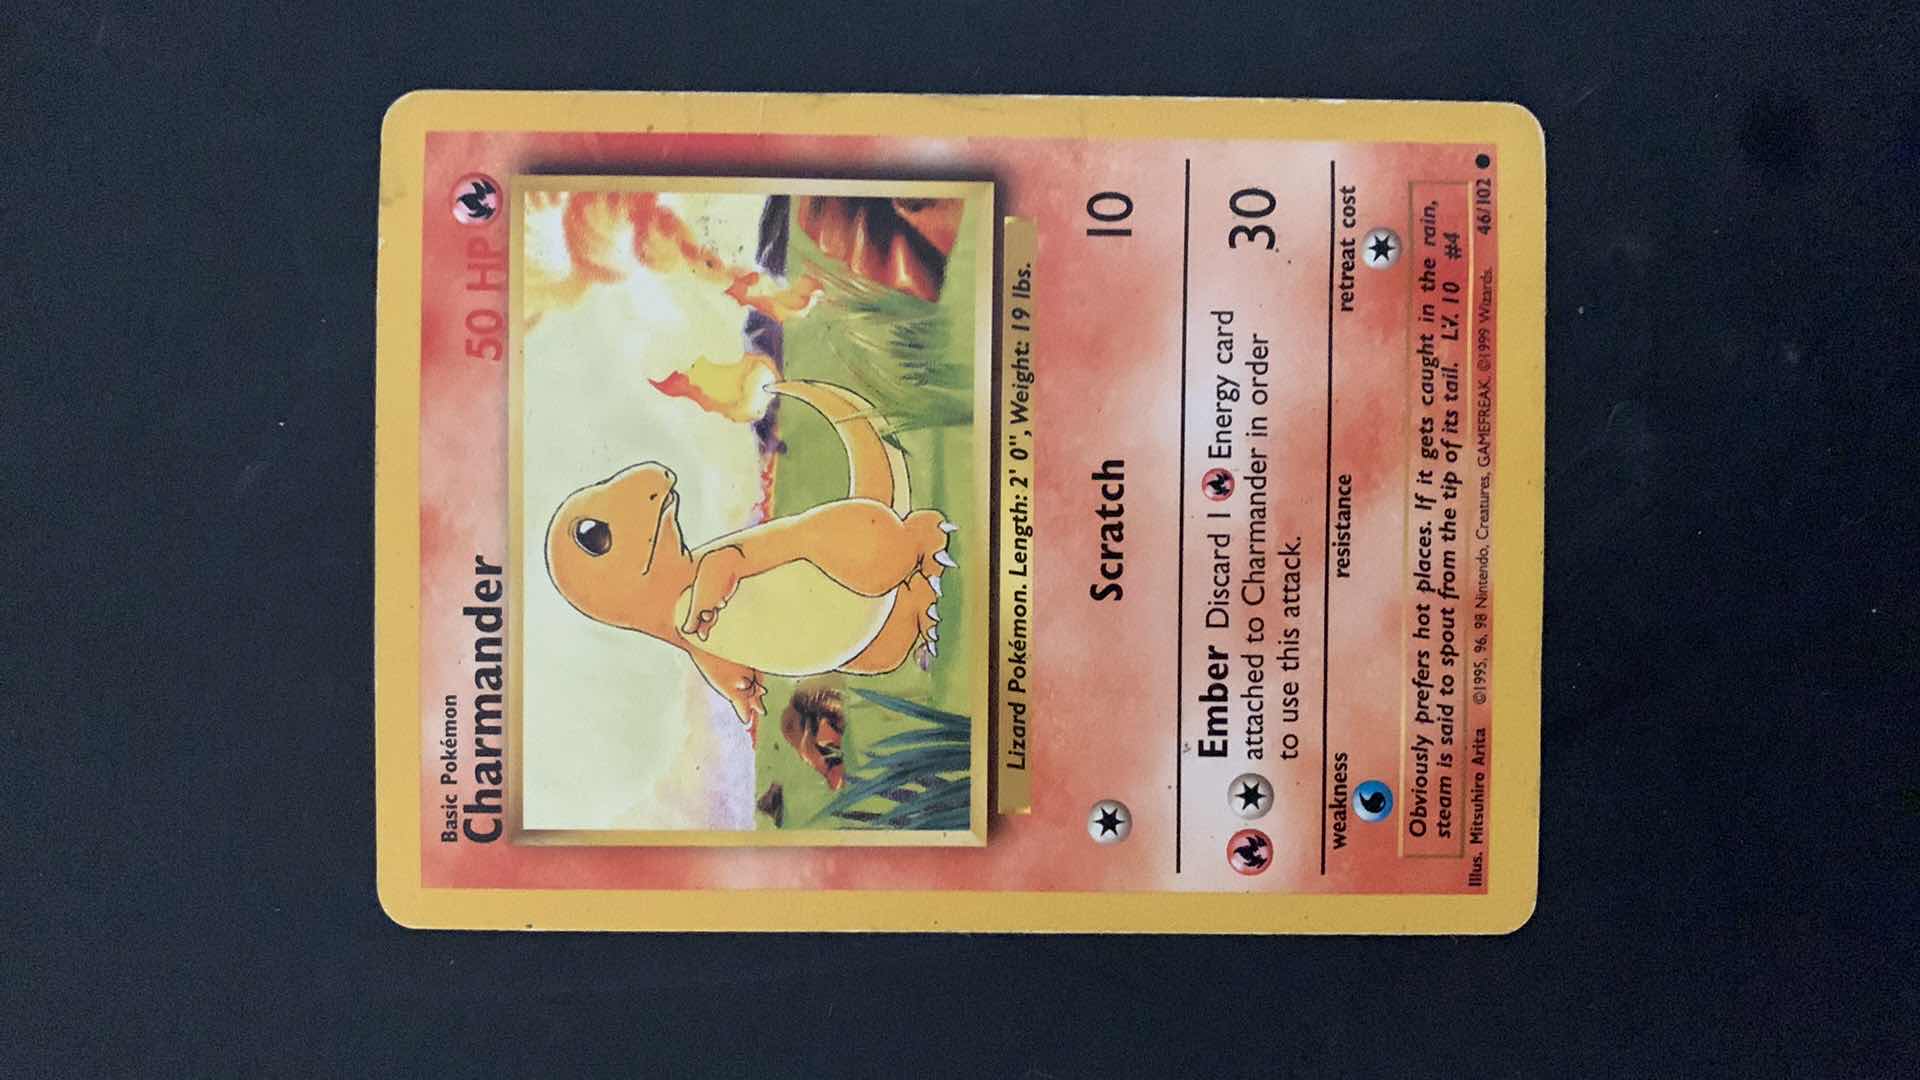 Basic Pokémon
Charmander 50 HP
Lizard Pokémon. Length: 2' 0", Weight: 19 lbs.
Scratch 10
Ember Discard 1 Energy card
attached to Charmander in order
to use this attack.
30
weakness resistance retreat cost
Obviously prefers hot places. If it gets caught in the rain,
steam is said to spout from the tip of its tail. LV. 10 #4
Illus. Mitsuhiro Arita ©1995, 96, 98 Nintendo, Creatures, GAMEFREAK. ©1999 Wizards. 46/102 ●